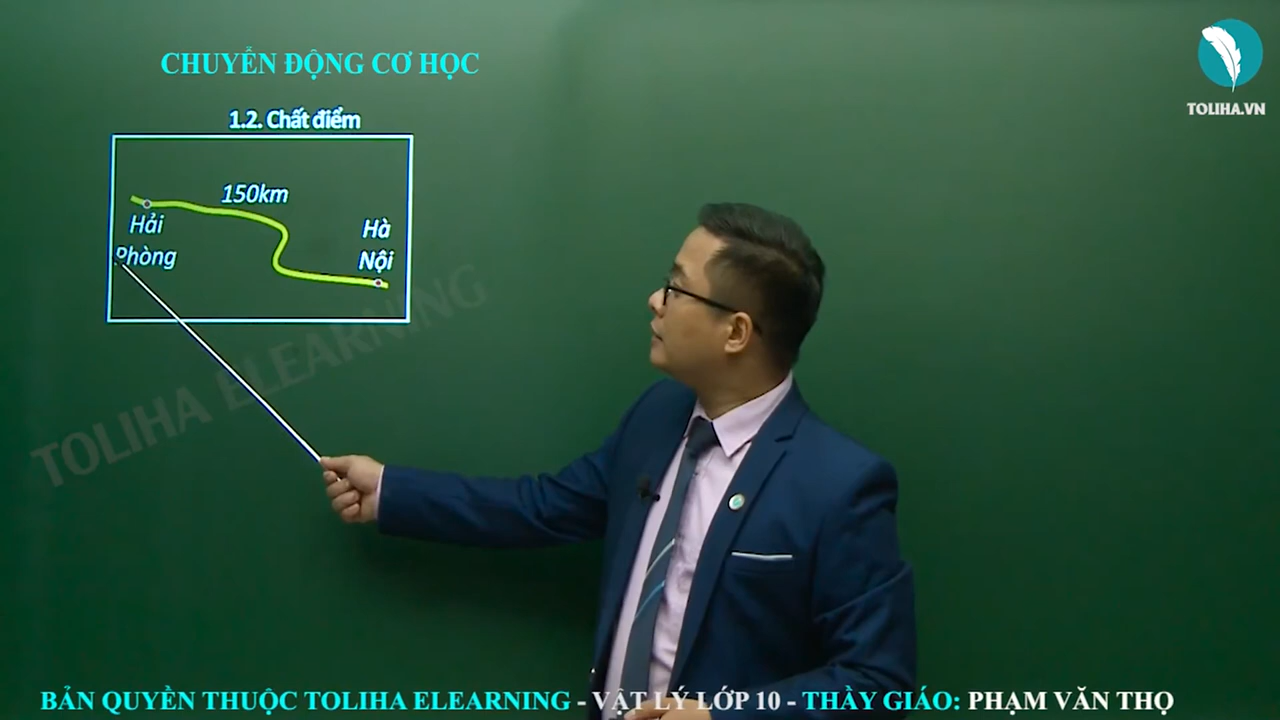 CHUYỂN ĐỘNG CƠ HỌC
TOLIHA.VN
1.2. Chất điểm
150km
Hải
Phòng
Hà
Nội
TOLIHA ELEARNING
BẢN QUYỀN THUỘC TOLIHA ELEARNING - VẬT LÝ LỚP 10 - THẦY GIÁO: PHẠM VĂN THỌ